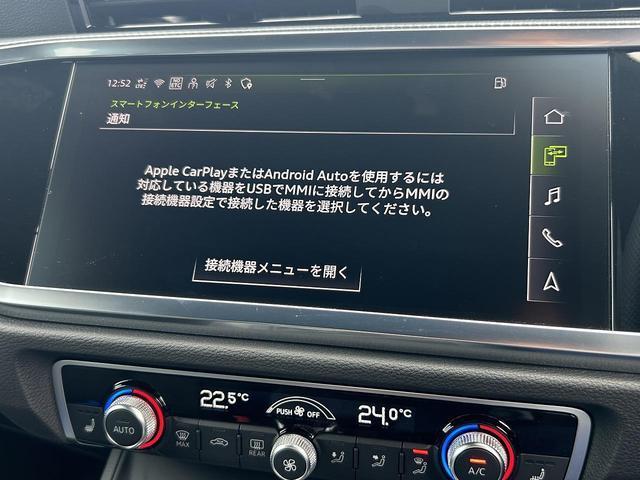 12:52 LTE NO ETC
スマートフォンインターフェース
通知
Apple CarPlayまたはAndroid Autoを使用するには
対応している機器をUSBでMMIに接続してからMMIの
接続機器設定で接続した機器を選択してください。
接続機器メニューを開く
22.5°C PUSH OFF 24.0°C
AUTO MAX REAR A/C